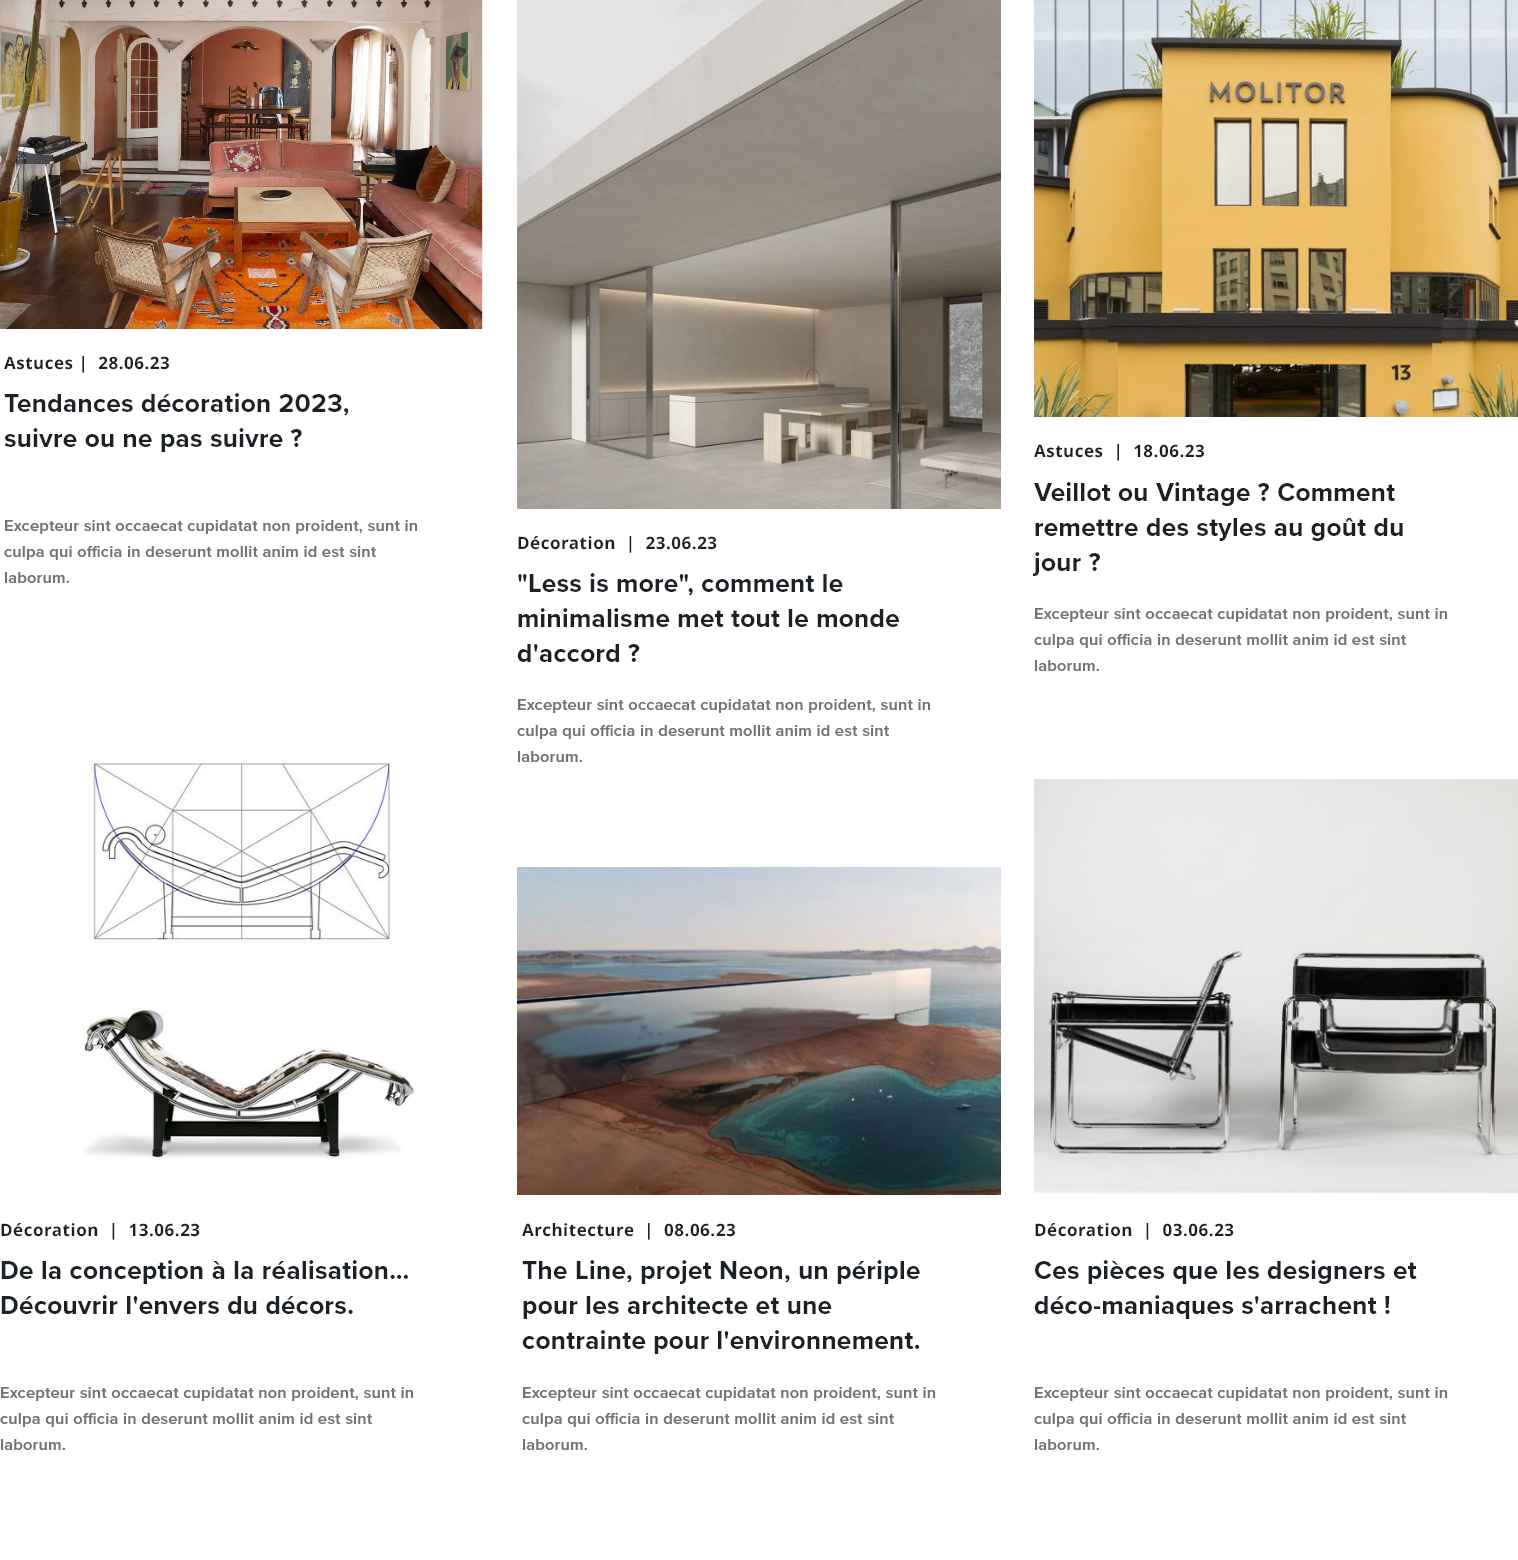 Astuces | 28.06.23
Tendances décoration 2023,
suivre ou ne pas suivre ?
Excepteur sint occaecat cupidatat non proident, sunt in
culpa qui officia in deserunt mollit anim id est sint
laborum.
Décoration | 23.06.23
"Less is more", comment le
minimalisme met tout le monde
d'accord ?
Excepteur sint occaecat cupidatat non proident, sunt in
culpa qui officia in deserunt mollit anim id est sint
laborum.
MOLITOR
13
Astuces | 18.06.23
Veillot ou Vintage ? Comment
remettre des styles au goût du
jour ?
Excepteur sint occaecat cupidatat non proident, sunt in
culpa qui officia in deserunt mollit anim id est sint
laborum.
Décoration | 13.06.23
De la conception à la réalisation...
Découvrir l'envers du décors.
Excepteur sint occaecat cupidatat non proident, sunt in
culpa qui officia in deserunt mollit anim id est sint
laborum.
Architecture | 08.06.23
The Line, projet Neon, un périple
pour les architecte et une
contrainte pour l'environnement.
Excepteur sint occaecat cupidatat non proident, sunt in
culpa qui officia in deserunt mollit anim id est sint
laborum.
Décoration | 03.06.23
Ces pièces que les designers et
déco-maniaques s'arrachent !
Excepteur sint occaecat cupidatat non proident, sunt in
culpa qui officia in deserunt mollit anim id est sint
laborum.